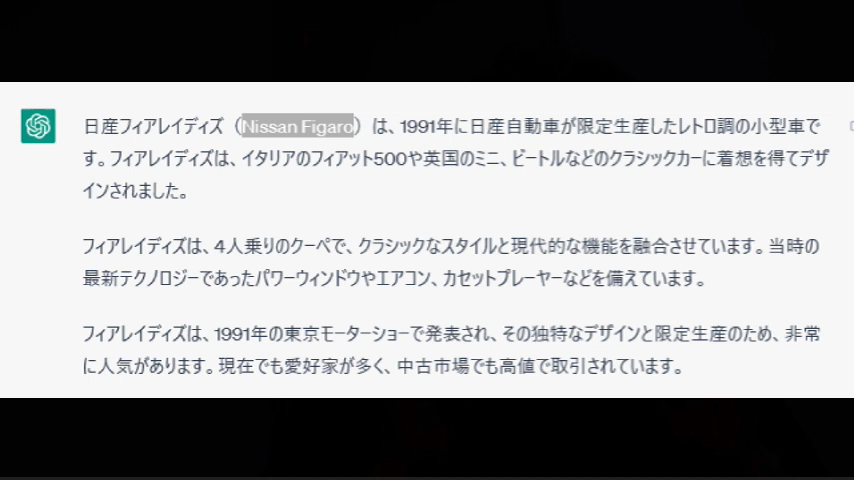 日産フィアレイディズ（Nissan Figaro）は、1991年に日産自動車が限定生産したレトロ調の小型車で
す。フィアレイディズは、イタリアのフィアット500や英国のミニ、ビートルなどのクラシックカーに着想を得てデザ
インされました。
フィアレイディズは、4人乗りのクーペで、クラシックなスタイルと現代的な機能を融合させています。当時の
最新テクノロジーであったパワーウィンドウやエアコン、カセットプレーヤーなどを備えています。
フィアレイディズは、1991年の東京モーターショーで発表され、その独特なデザインと限定生産のため、非常
に人気があります。現在でも愛好家が多く、中古市場でも高値で取引されています。